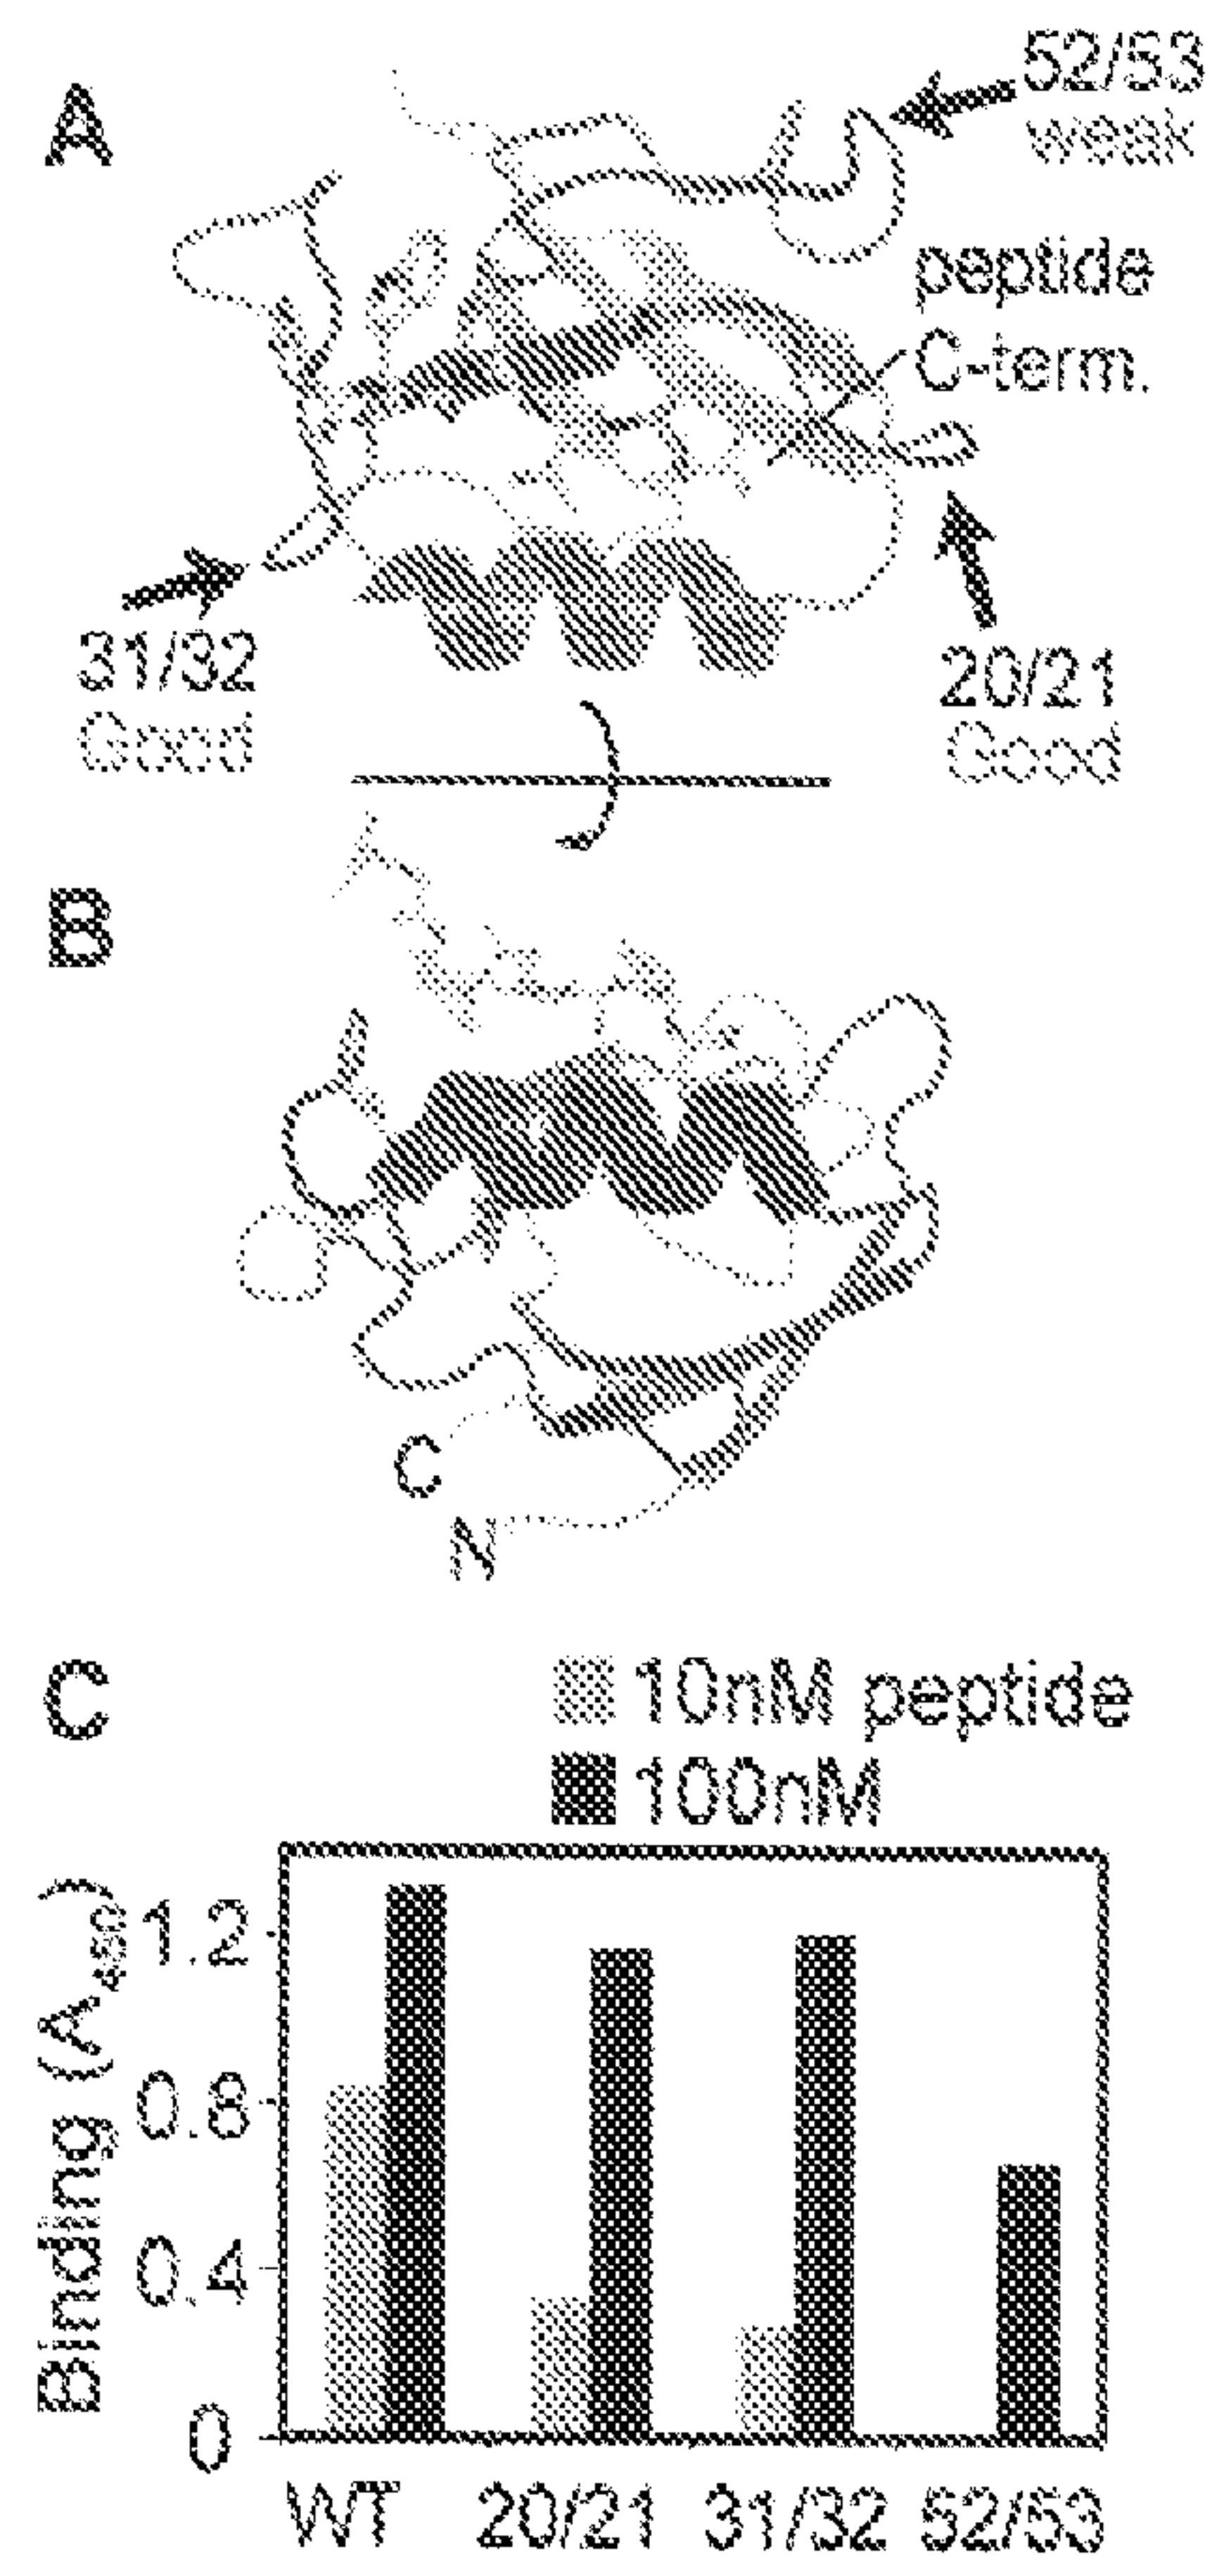 A
52/53
weak
peptide
C-term.
31/32
Good
20/21
Good
B
C
N
C
10nM peptide
100nM
Binding (A450)
1.2
0.8
0.4
0
WT 20/21 31/32 52/53